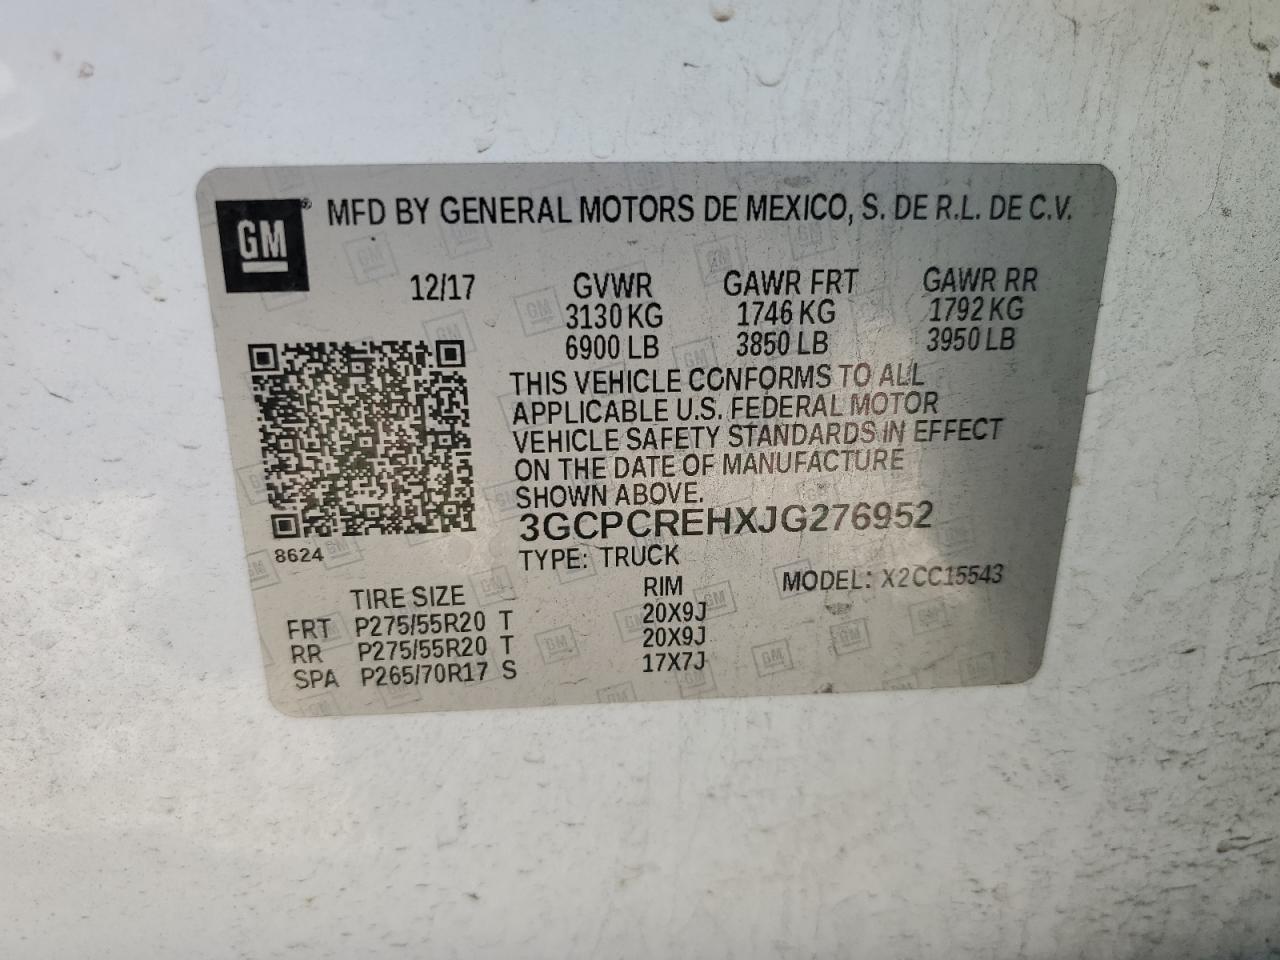 GM® MFD BY GENERAL MOTORS DE MEXICO, S. DE R.L. DE C.V.
12/17 GVWR GAWR FRT GAWR RR
3130 KG 1746 KG 1792 KG
6900 LB 3850 LB 3950 LB
THIS VEHICLE CONFORMS TO ALL
APPLICABLE U.S. FEDERAL MOTOR
VEHICLE SAFETY STANDARDS IN EFFECT
ON THE DATE OF MANUFACTURE
SHOWN ABOVE.
3GCPCREHXJG276952
8624 TYPE: TRUCK
MODEL: X2CC15543
TIRE SIZE RIM
FRT P275/55R20 T 20X9J
RR P275/55R20 T 20X9J
SPA P265/70R17 S 17X7J